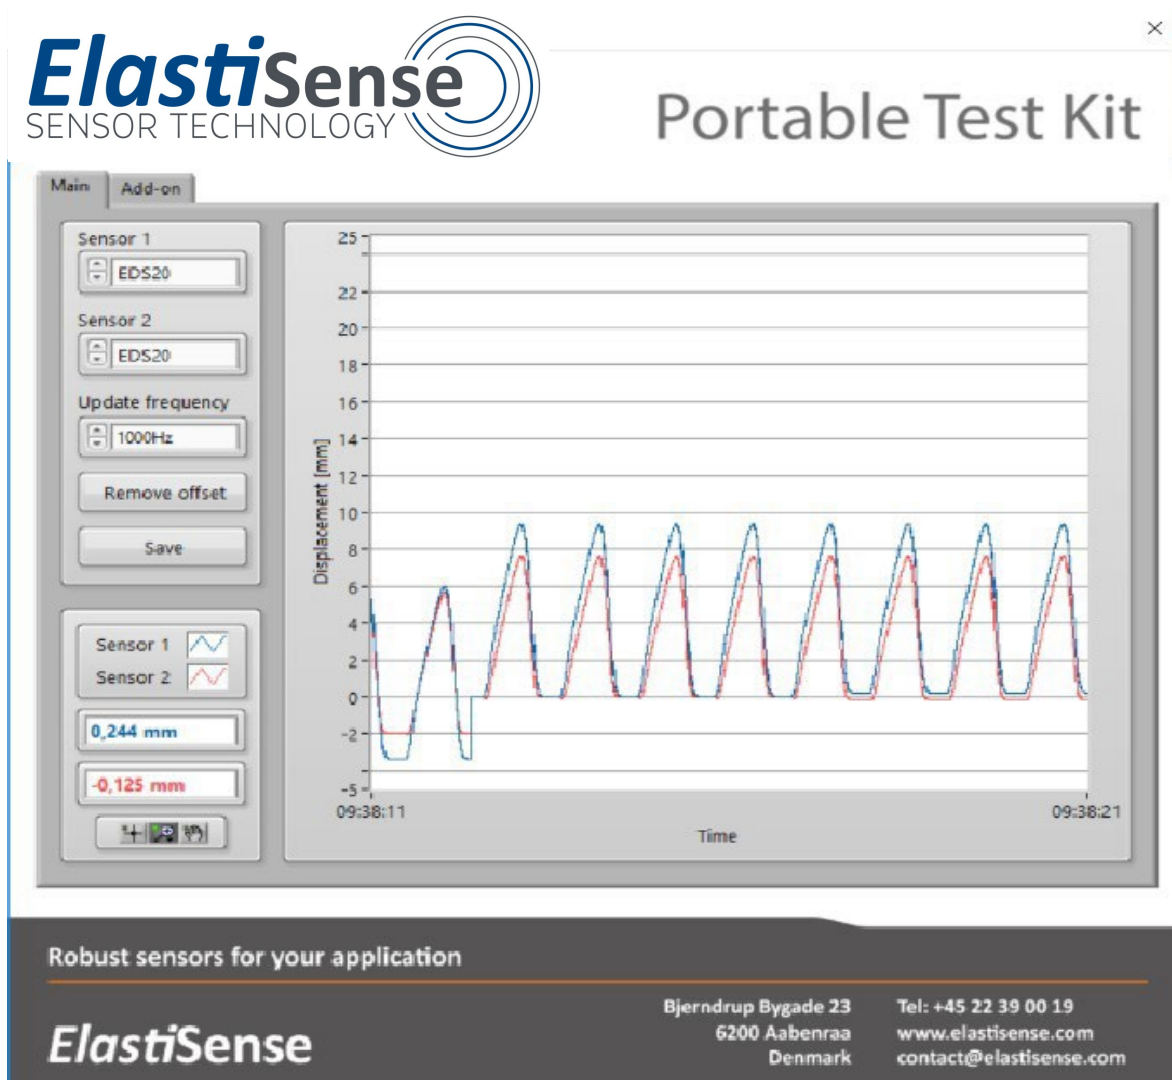 ElastiSense
SENSOR TECHNOLOGY
Portable Test Kit
Main
Add-on
Sensor 1
EDS20
Sensor 2
EDS20
Update frequency
1000Hz
Remove offset
Save
Sensor 1
Sensor 2
0,244 mm
-0,125 mm
Displacement [mm]
25
22
20
18
16
14
12
10
8
6
4
2
0
-2
-5
09:38:11
09:38:21
Time
Robust sensors for your application
ElastiSense
Bjerndrup Bygade 23
6200 Aabenraa
Denmark
Tel: +45 22 39 00 19
www.elastisense.com
contact@elastisense.com